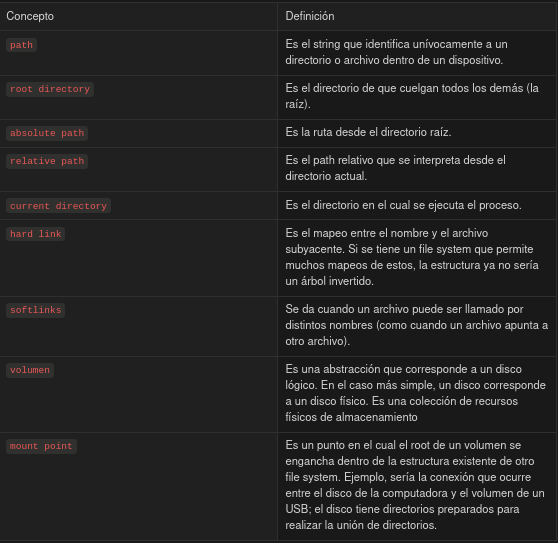 Concepto
Definición
path
Es el string que identifica unívocamente a un
directorio o archivo dentro de un dispositivo.
root directory
Es el directorio de que cuelgan todos los demás (la
raíz).
absolute path
Es la ruta desde el directorio raíz.
relative path
Es el path relativo que se interpreta desde el
directorio actual.
current directory
Es el directorio en el cual se ejecuta el proceso.
hard link
Es el mapeo entre el nombre y el archivo
subyacente. Si se tiene un file system que permite
muchos mapeos de estos, la estructura ya no sería
un árbol invertido.
softlinks
Se da cuando un archivo puede ser llamado por
distintos nombres (como cuando un archivo apunta a
otro archivo).
volumen
Es una abstracción que corresponde a un disco
lógico. En el caso más simple, un disco corresponde
a un disco físico. Es una colección de recursos
físicos de almacenamiento
mount point
Es un punto en el cual el root de un volumen se
engancha dentro de la estructura existente de otro
file system. Ejemplo, sería la conexión que ocurre
entre el disco de la computadora y el volumen de un
USB; el disco tiene directorios preparados para
realizar la unión de directorios.